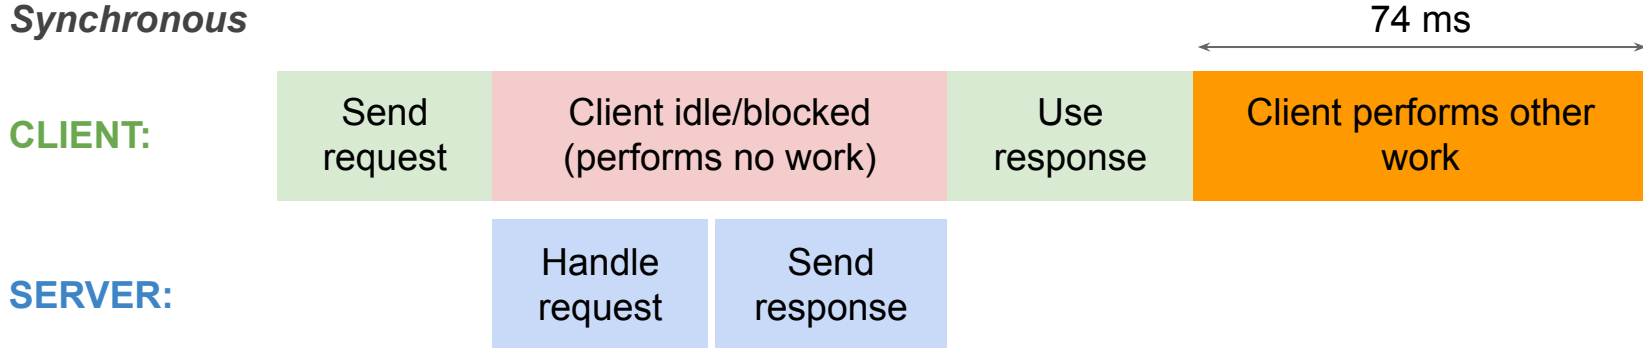 Synchronous
74 ms
CLIENT:
Send
request
Client idle/blocked
(performs no work)
Use
response
Client performs other
work
SERVER:
Handle
request
Send
response